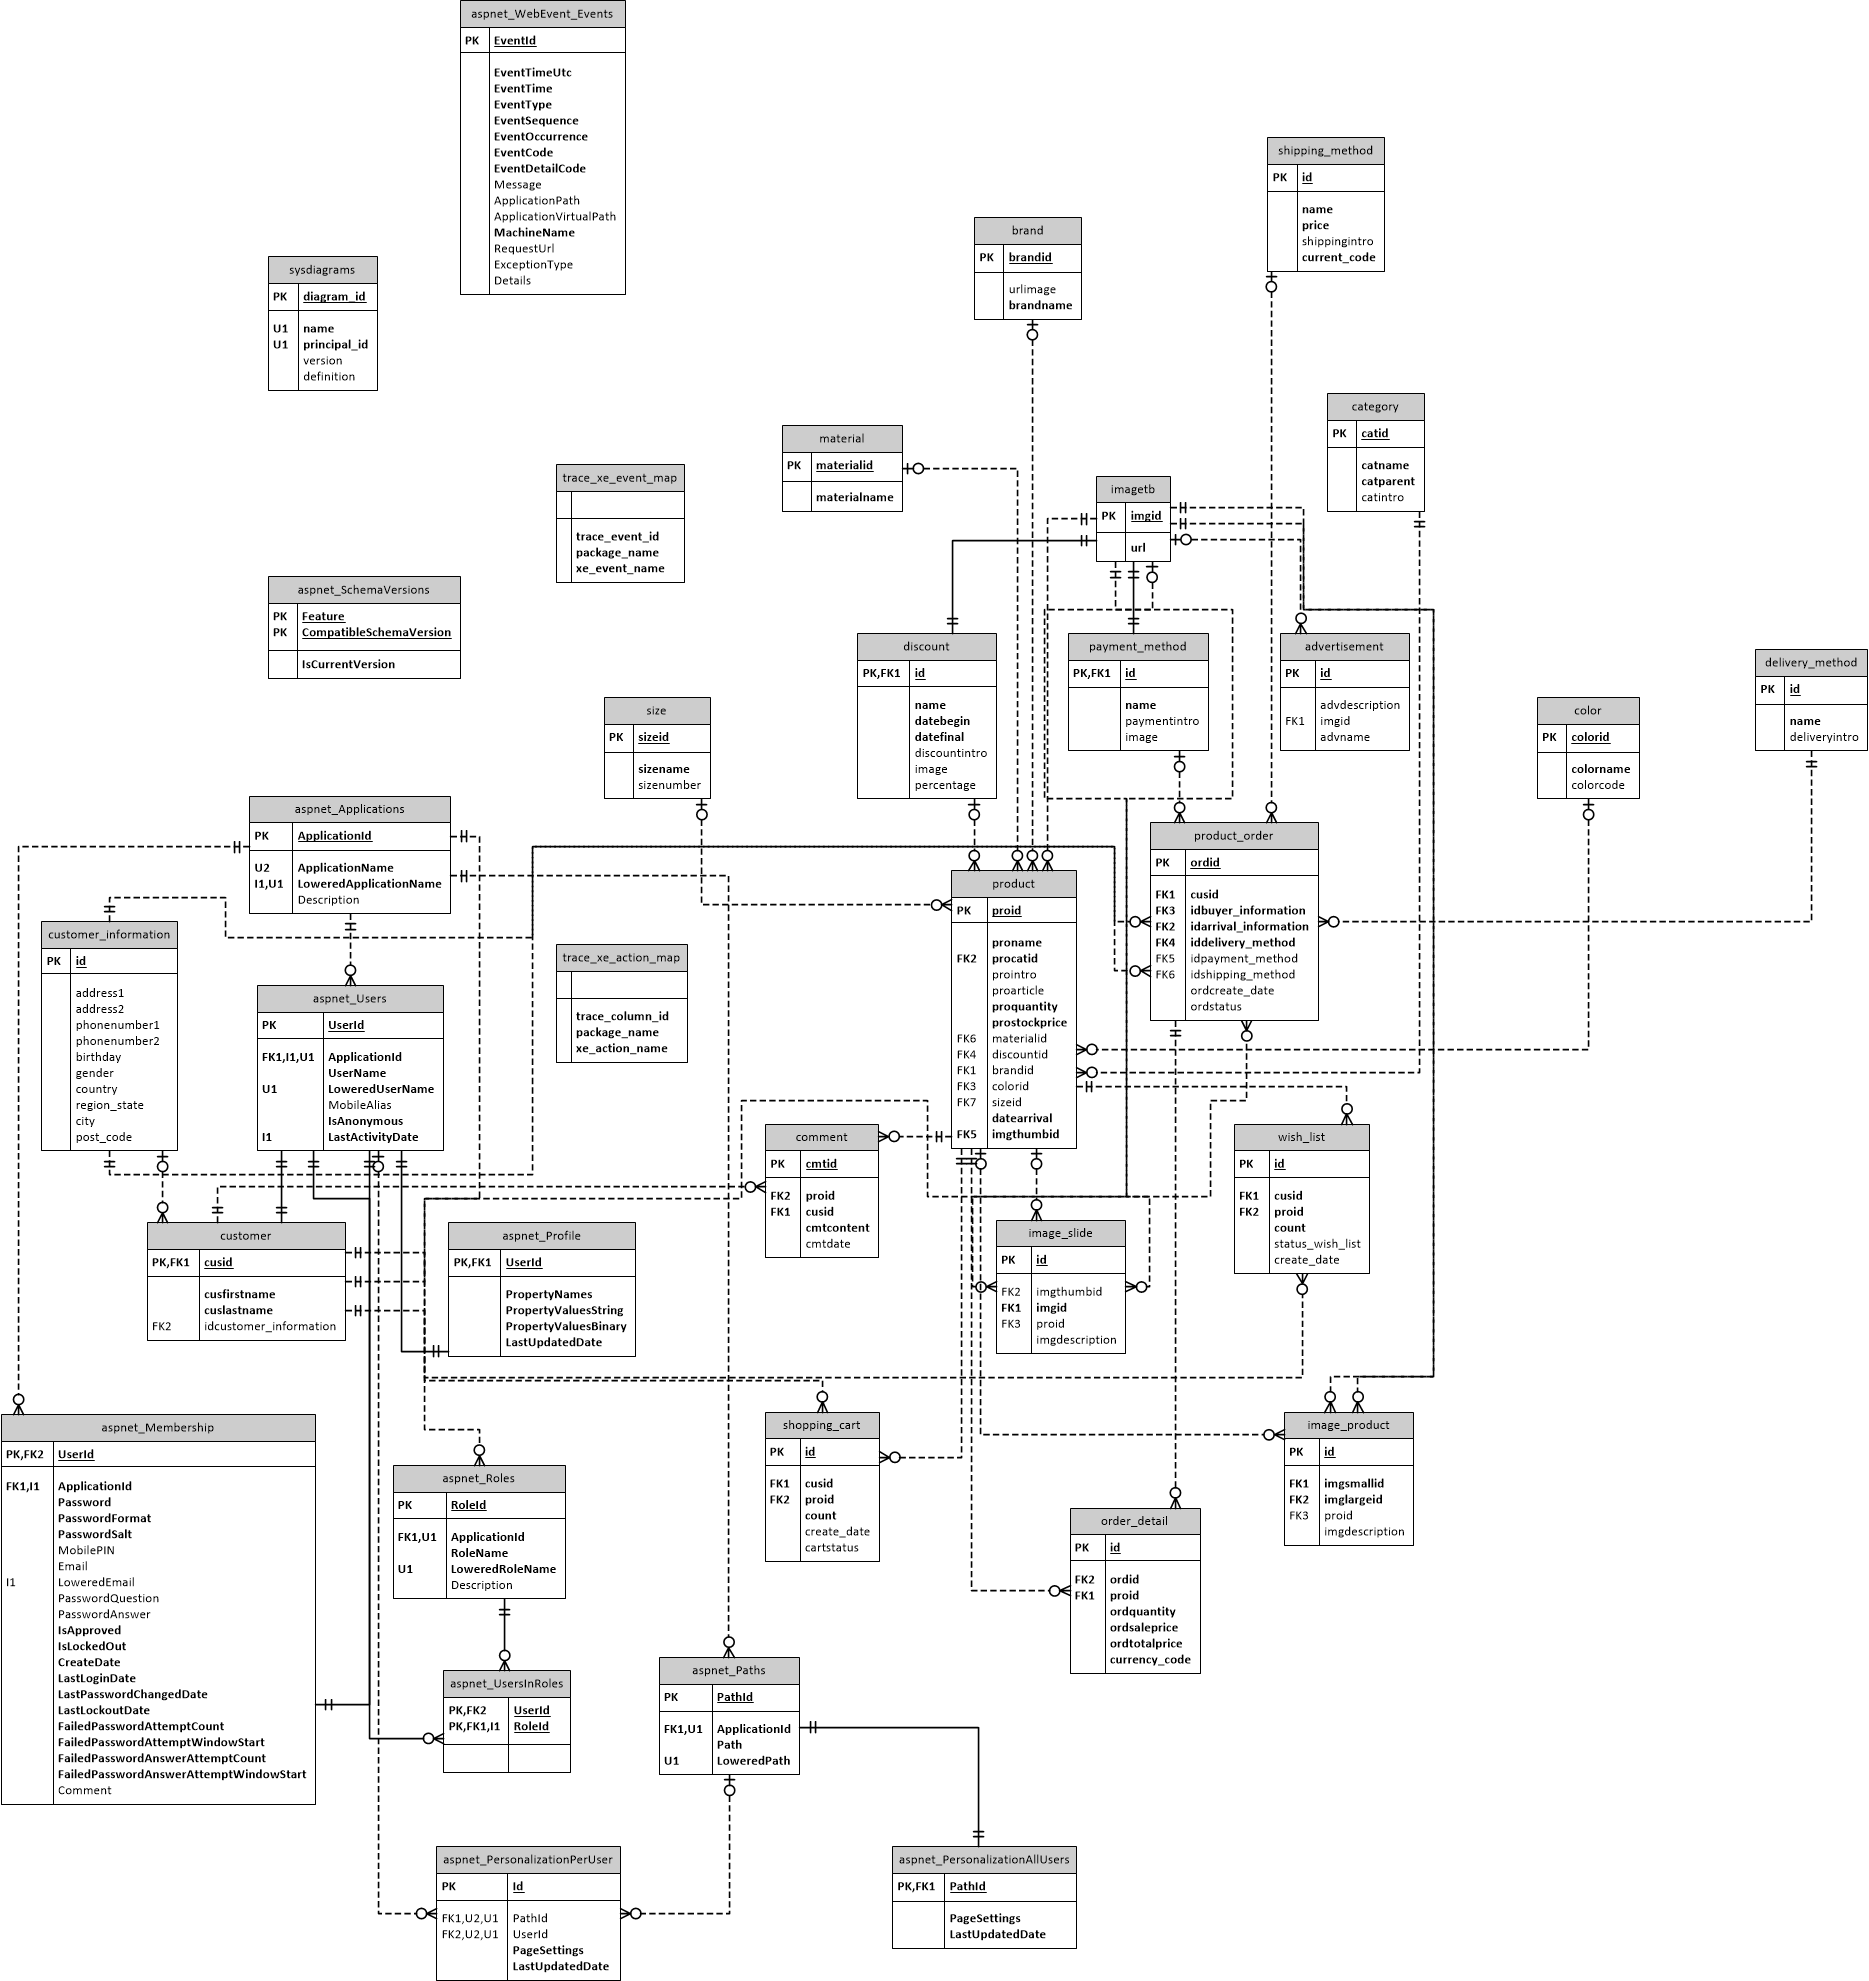 aspnet_WebEvent_Events
PK EventId
EventTimeUtc
EventTime
EventType
EventSequence
EventOccurrence
EventCode
EventDetailCode
Message
ApplicationPath
ApplicationVirtualPath
MachineName
RequestUrl
ExceptionType
Details
shipping_method
PK id
name
price
shippingintro
current_code
brand
PK brandid
urlimage
brandname
sysdiagrams
PK diagram_id
U1 name
U1 principal_id
version
definition
category
PK catid
catname
catparent
catintro
material
PK materialid
materialname
trace_xe_event_map
trace_event_id
package_name
xe_event_name
imagetb
PK imgid
url
aspnet_SchemaVersions
PK Feature
PK CompatibleSchemaVersion
IsCurrentVersion
discount
PK,FK1 id
name
datebegin
datefinal
discountintro
image
percentage
payment_method
PK,FK1 id
name
paymentintro
image
advertisement
PK id
advdescription
FK1 imgid
advname
delivery_method
PK id
name
deliveryintro
size
PK sizeid
sizename
sizenumber
color
PK colorid
colorname
colorcode
aspnet_Applications
PK ApplicationId
U2 ApplicationName
I1,U1 LoweredApplicationName
Description
product_order
PK ordid
FK1 cusid
FK3 idbuyer_information
FK2 idarrival_information
FK4 iddelivery_method
FK5 idpayment_method
FK6 idshipping_method
ordcreate_date
ordstatus
product
PK proid
proname
FK2 procatid
prointro
proarticle
proquantity
prostockprice
FK6 materialid
FK4 discountid
FK1 brandid
FK3 colorid
FK7 sizeid
datearrival
FK5 imgthumbid
customer_information
PK id
address1
address2
phonenumber1
phonenumber2
birthday
gender
country
region_state
city
post_code
trace_xe_action_map
trace_column_id
package_name
xe_action_name
aspnet_Users
PK UserId
FK1,I1,U1 ApplicationId
UserName
U1 LoweredUserName
MobileAlias
IsAnonymous
I1 LastActivityDate
comment
PK cmtid
FK2 proid
FK1 cusid
cmtcontent
cmtdate
wish_list
PK id
FK1 cusid
FK2 proid
count
status_wish_list
create_date
customer
PK,FK1 cusid
cusfirstname
cuslastname
FK2 idcustomer_information
aspnet_Profile
PK,FK1 UserId
PropertyNames
PropertyValuesString
PropertyValuesBinary
LastUpdatedDate
image_slide
PK id
FK2 imgthumbid
FK1 imgid
FK3 proid
imgdescription
aspnet_Membership
PK,FK2 UserId
FK1,I1 ApplicationId
Password
PasswordFormat
PasswordSalt
MobilePIN
Email
I1 LoweredEmail
PasswordQuestion
PasswordAnswer
IsApproved
IsLockedOut
CreateDate
LastLoginDate
LastPasswordChangedDate
LastLockoutDate
FailedPasswordAttemptCount
FailedPasswordAttemptWindowStart
FailedPasswordAnswerAttemptCount
FailedPasswordAnswerAttemptWindowStart
Comment
shopping_cart
PK id
FK1 cusid
FK2 proid
count
create_date
cartstatus
image_product
PK id
FK1 imgsmallid
FK2 imglargeid
FK3 proid
imgdescription
aspnet_Roles
PK RoleId
FK1,U1 ApplicationId
RoleName
U1 LoweredRoleName
Description
order_detail
PK id
FK2 ordid
FK1 proid
ordquantity
ordsaleprice
ordtotalprice
currency_code
aspnet_Paths
PK PathId
FK1,U1 ApplicationId
Path
U1 LoweredPath
aspnet_UsersInRoles
PK,FK2 UserId
PK,FK1,I1 RoleId
aspnet_PersonalizationPerUser
PK Id
FK1,U2,U1 PathId
FK2,U2,U1 UserId
PageSettings
LastUpdatedDate
aspnet_PersonalizationAllUsers
PK,FK1 PathId
PageSettings
LastUpdatedDate